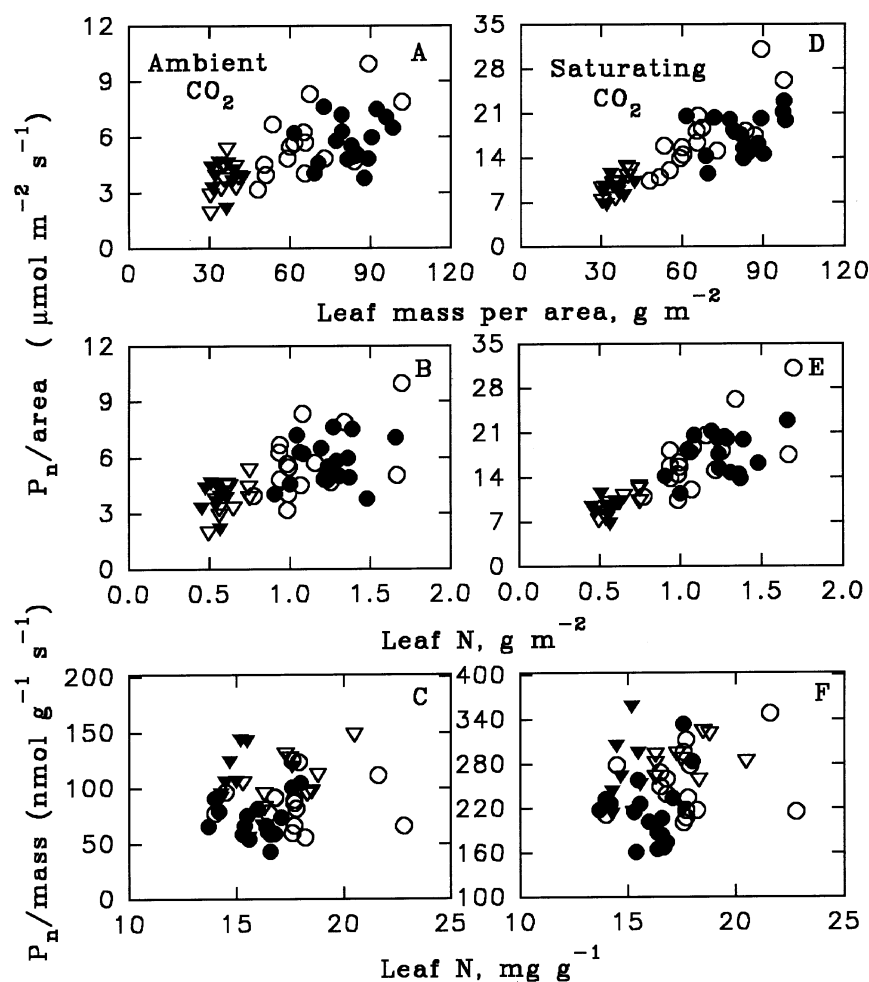 12
9
6
3
0
A
Ambient
CO2
0 30 60 90 120
35
28
21
14
7
0
D
Saturating
CO2
0 30 60 90 120
Leaf mass per area, g m−2
Pn/area (μmol m−2 s−1)
12
9
6
3
0
B
0.0 0.5 1.0 1.5 2.0
35
28
21
14
7
0
E
0.0 0.5 1.0 1.5 2.0
Leaf N, g m−2
Pn/mass (nmol g−1 s−1)
200
150
100
50
0
C
10 15 20 25
400
340
280
220
160
100
F
10 15 20 25
Leaf N, mg g−1